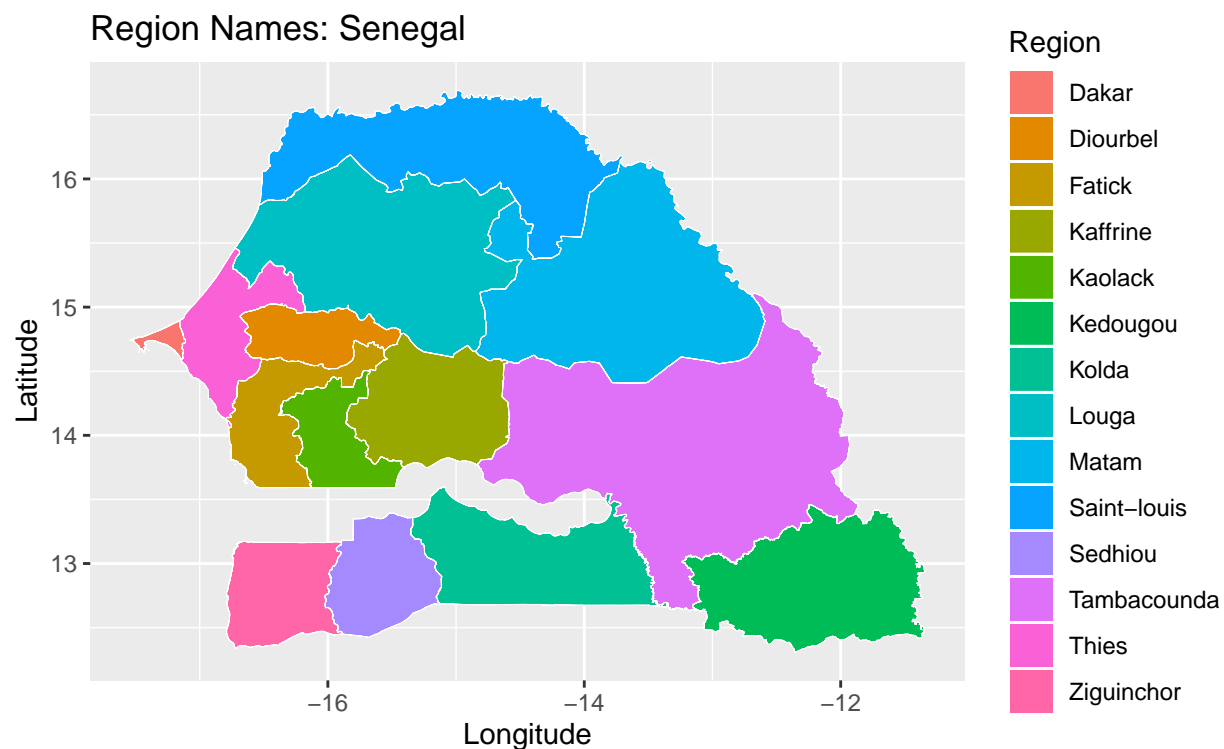 Region Names: Senegal
Latitude
16
15
14
13
−16
−14
−12
Longitude
Region
Dakar
Diourbel
Fatick
Kaffrine
Kaolack
Kedougou
Kolda
Louga
Matam
Saint−louis
Sedhiou
Tambacounda
Thies
Ziguinchor